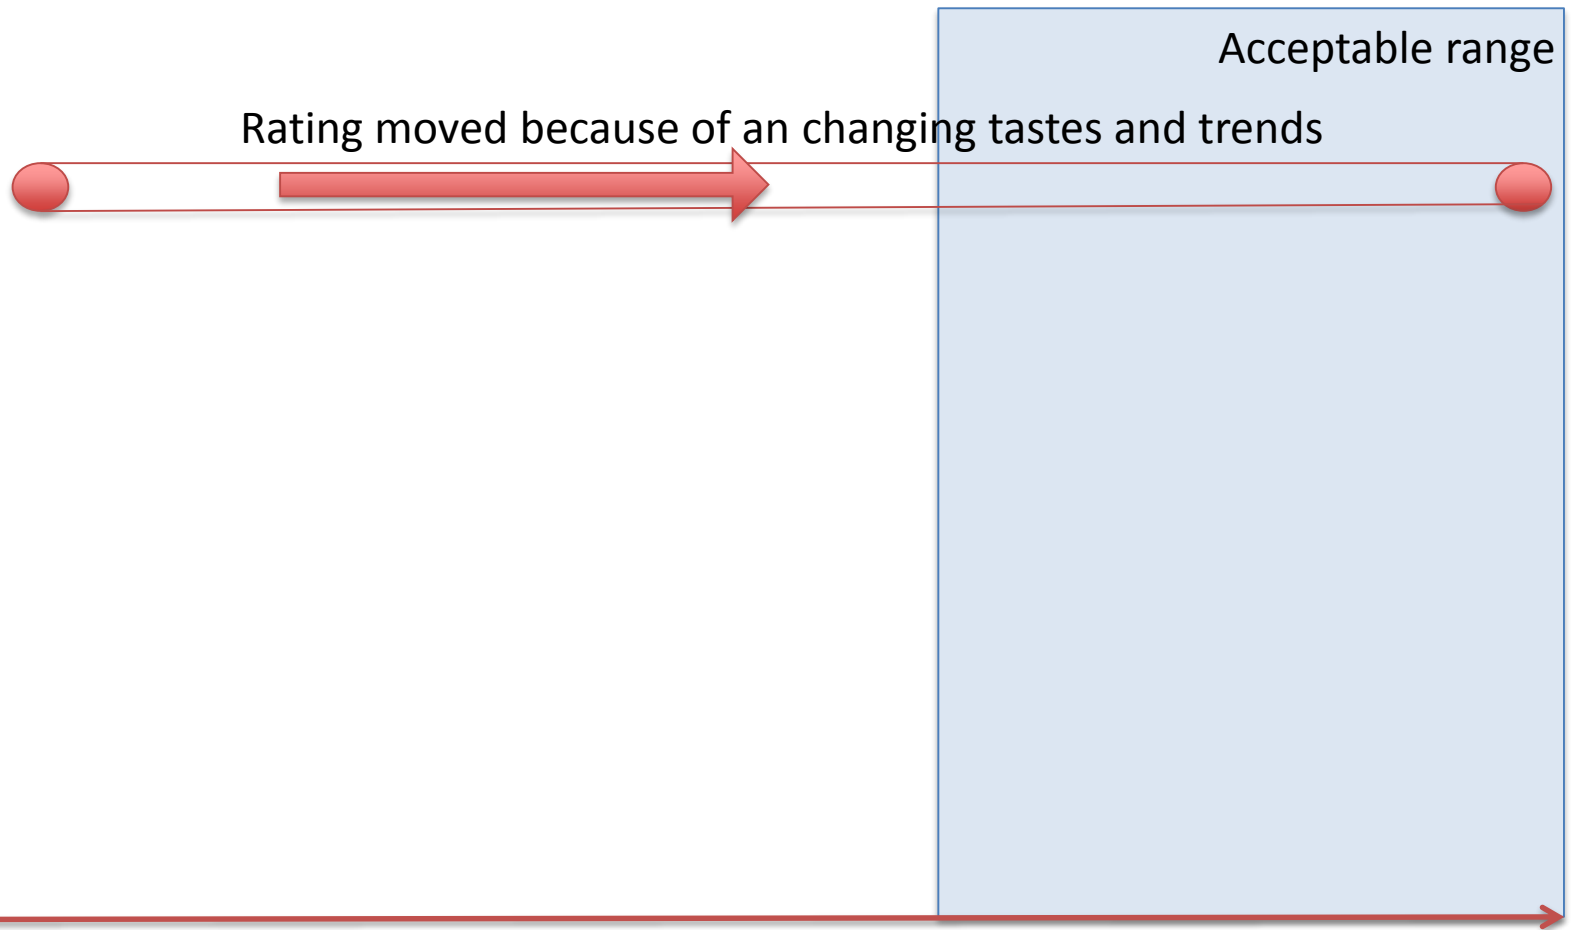 Acceptable range
Rating moved because of an changing tastes and trends